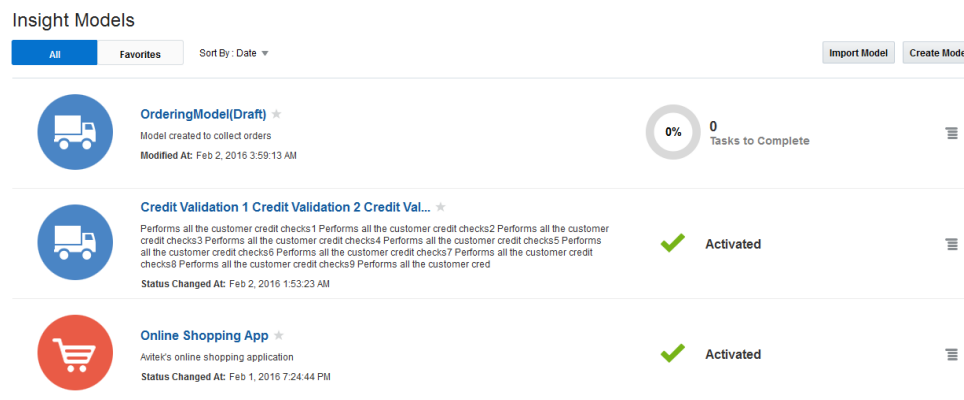 Insight Models
All
Favorites
Sort By : Date
Import Model
Create Mode
OrderingModel(Draft)
Model created to collect orders
Modified At: Feb 2, 2016 3:59:13 AM
0%
0
Tasks to Complete
Credit Validation 1 Credit Validation 2 Credit Val...
Performs all the customer credit checks1 Performs all the customer credit checks2 Performs all the customer
credit checks3 Performs all the customer credit checks4 Performs all the customer credit checks5 Performs
all the customer credit checks6 Performs all the customer credit checks7 Performs all the customer credit
checks8 Performs all the customer credit checks9 Performs all the customer cred
Status Changed At: Feb 2, 2016 1:53:23 AM
Activated
Online Shopping App
Avitek's online shopping application
Status Changed At: Feb 1, 2016 7:24:44 PM
Activated